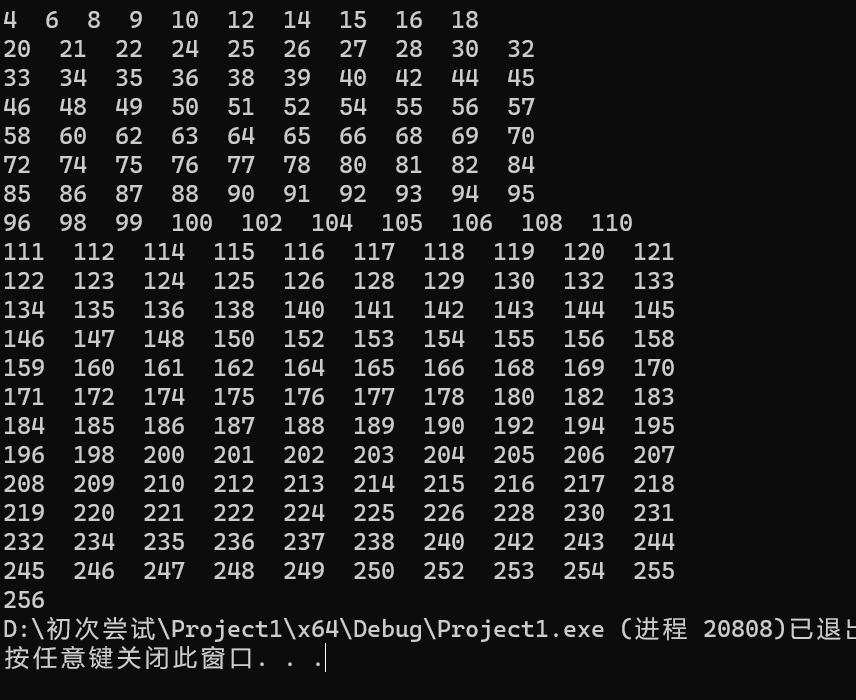 4  6  8  9  10  12  14  15  16  18
20  21  22  24  25  26  27  28  30  32
33  34  35  36  38  39  40  42  44  45
46  48  49  50  51  52  54  55  56  57
58  60  62  63  64  65  66  68  69  70
72  74  75  76  77  78  80  81  82  84
85  86  87  88  90  91  92  93  94  95
96  98  99  100  102  104  105  106  108  110
111  112  114  115  116  117  118  119  120  121
122  123  124  125  126  128  129  130  132  133
134  135  136  138  140  141  142  143  144  145
146  147  148  150  152  153  154  155  156  158
159  160  161  162  164  165  166  168  169  170
171  172  174  175  176  177  178  180  182  183
184  185  186  187  188  189  190  192  194  195
196  198  200  201  202  203  204  205  206  207
208  209  210  212  213  214  215  216  217  218
219  220  221  222  224  225  226  228  230  231
232  234  235  236  237  238  240  242  243  244
245  246  247  248  249  250  252  253  254  255
256
D:\初次尝试\Project1\x64\Debug\Project1.exe (进程 20808)已退出
按任意键关闭此窗口. . .